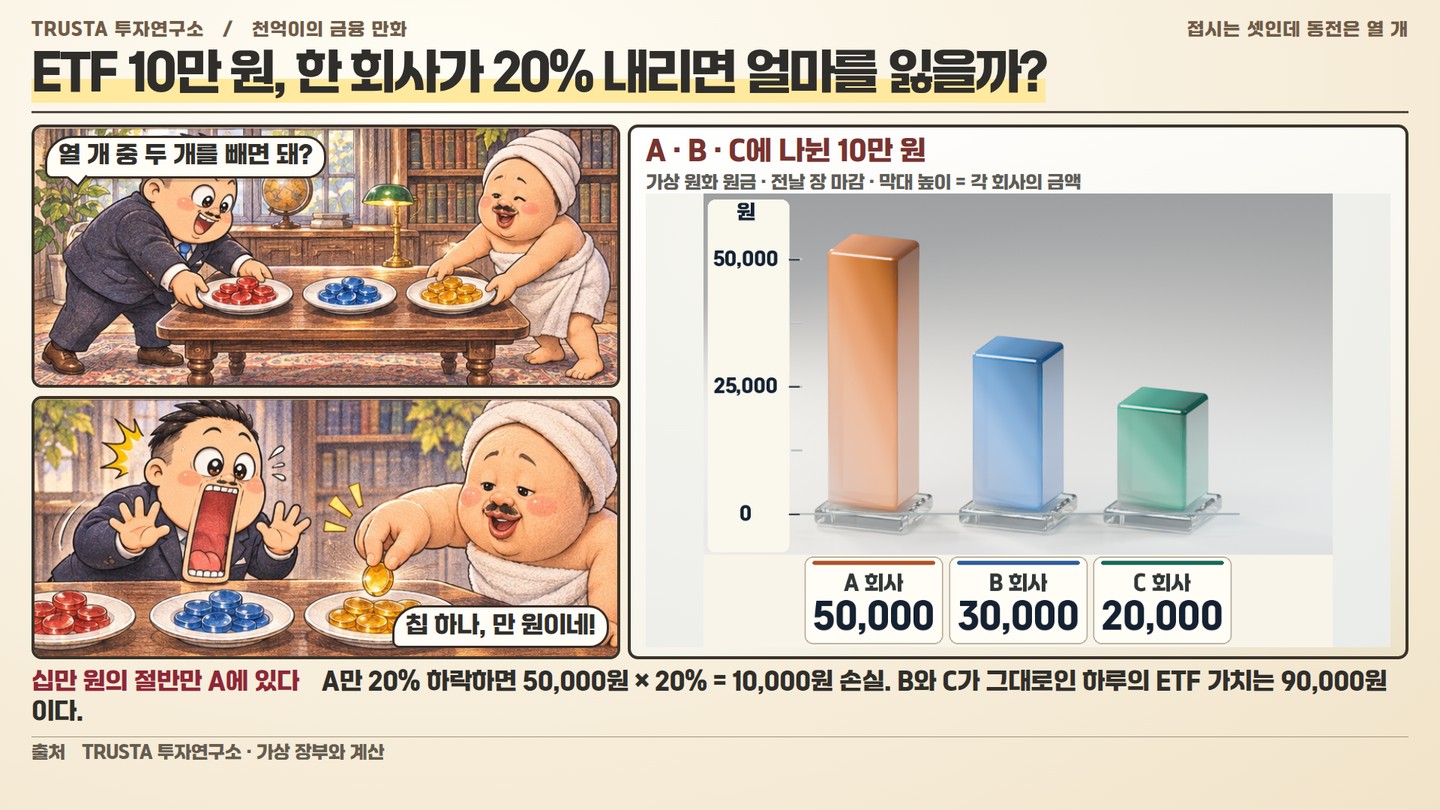 TRUSTA 투자연구소 / 천억이의 금융 만화
접시는 셋인데 동전은 열 개
ETF 10만 원, 한 회사가 20% 내리면 얼마를 잃을까?
열 개 중 두 개를 빼면 돼?
칩 하나, 만 원이네!
A · B · C에 나뉜 10만 원
가상 원화 원금 · 전날 장 마감 · 막대 높이 = 각 회사의 금액
원
50,000
25,000
0
A 회사
50,000
B 회사
30,000
C 회사
20,000
십만 원의 절반만 A에 있다 A만 20% 하락하면 50,000원 × 20% = 10,000원 손실. B와 C가 그대로인 하루의 ETF 가치는 90,000원
이다.
출처 TRUSTA 투자연구소 · 가상 장부와 계산